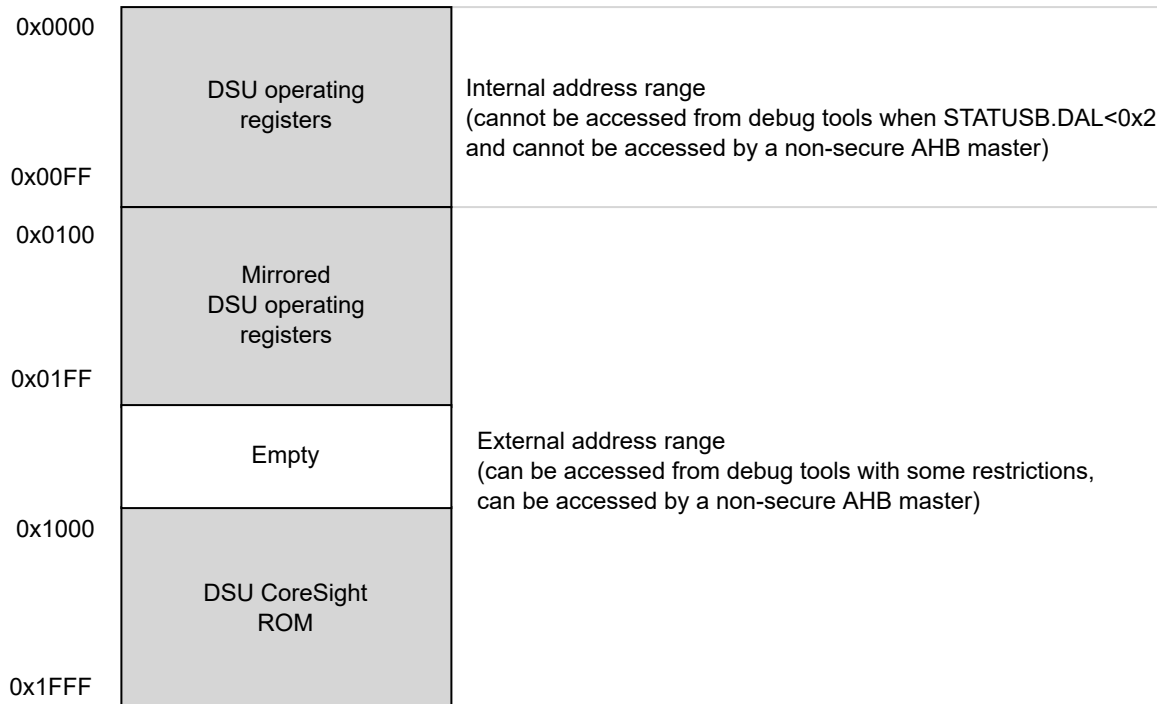 0x0000
DSU operating
registers
Internal address range
(cannot be accessed from debug tools when STATUSB.DAL<0x2
and cannot be accessed by a non-secure AHB master)
0x00FF
0x0100
Mirrored
DSU operating
registers
0x01FF
Empty
External address range
(can be accessed from debug tools with some restrictions,
can be accessed by a non-secure AHB master)
0x1000
DSU CoreSight
ROM
0x1FFF